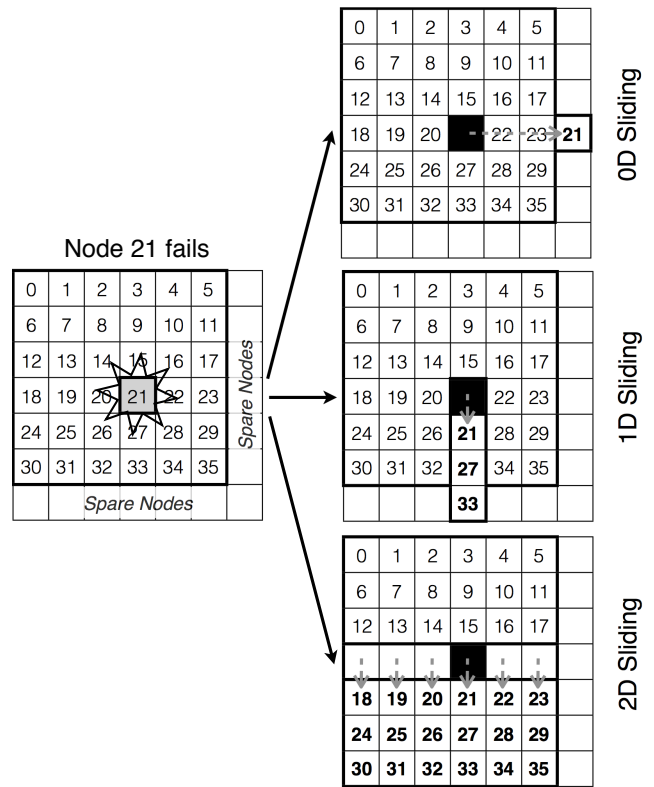 0 1 2 3 4 5
6 7 8 9 10 11
12 13 14 15 16 17
18 19 20 22 23 21
24 25 26 27 28 29
30 31 32 33 34 35
0D Sliding
Node 21 fails
0 1 2 3 4 5
6 7 8 9 10 11
12 13 14 15 16 17
18 19 20 21 22 23
24 25 26 27 28 29
30 31 32 33 34 35
Spare Nodes
Spare Nodes
0 1 2 3 4 5
6 7 8 9 10 11
12 13 14 15 16 17
18 19 20 22 23
24 25 26 21 28 29
30 31 32 27 34 35
33
1D Sliding
0 1 2 3 4 5
6 7 8 9 10 11
12 13 14 15 16 17
18 19 20 21 22 23
24 25 26 27 28 29
30 31 32 33 34 35
2D Sliding